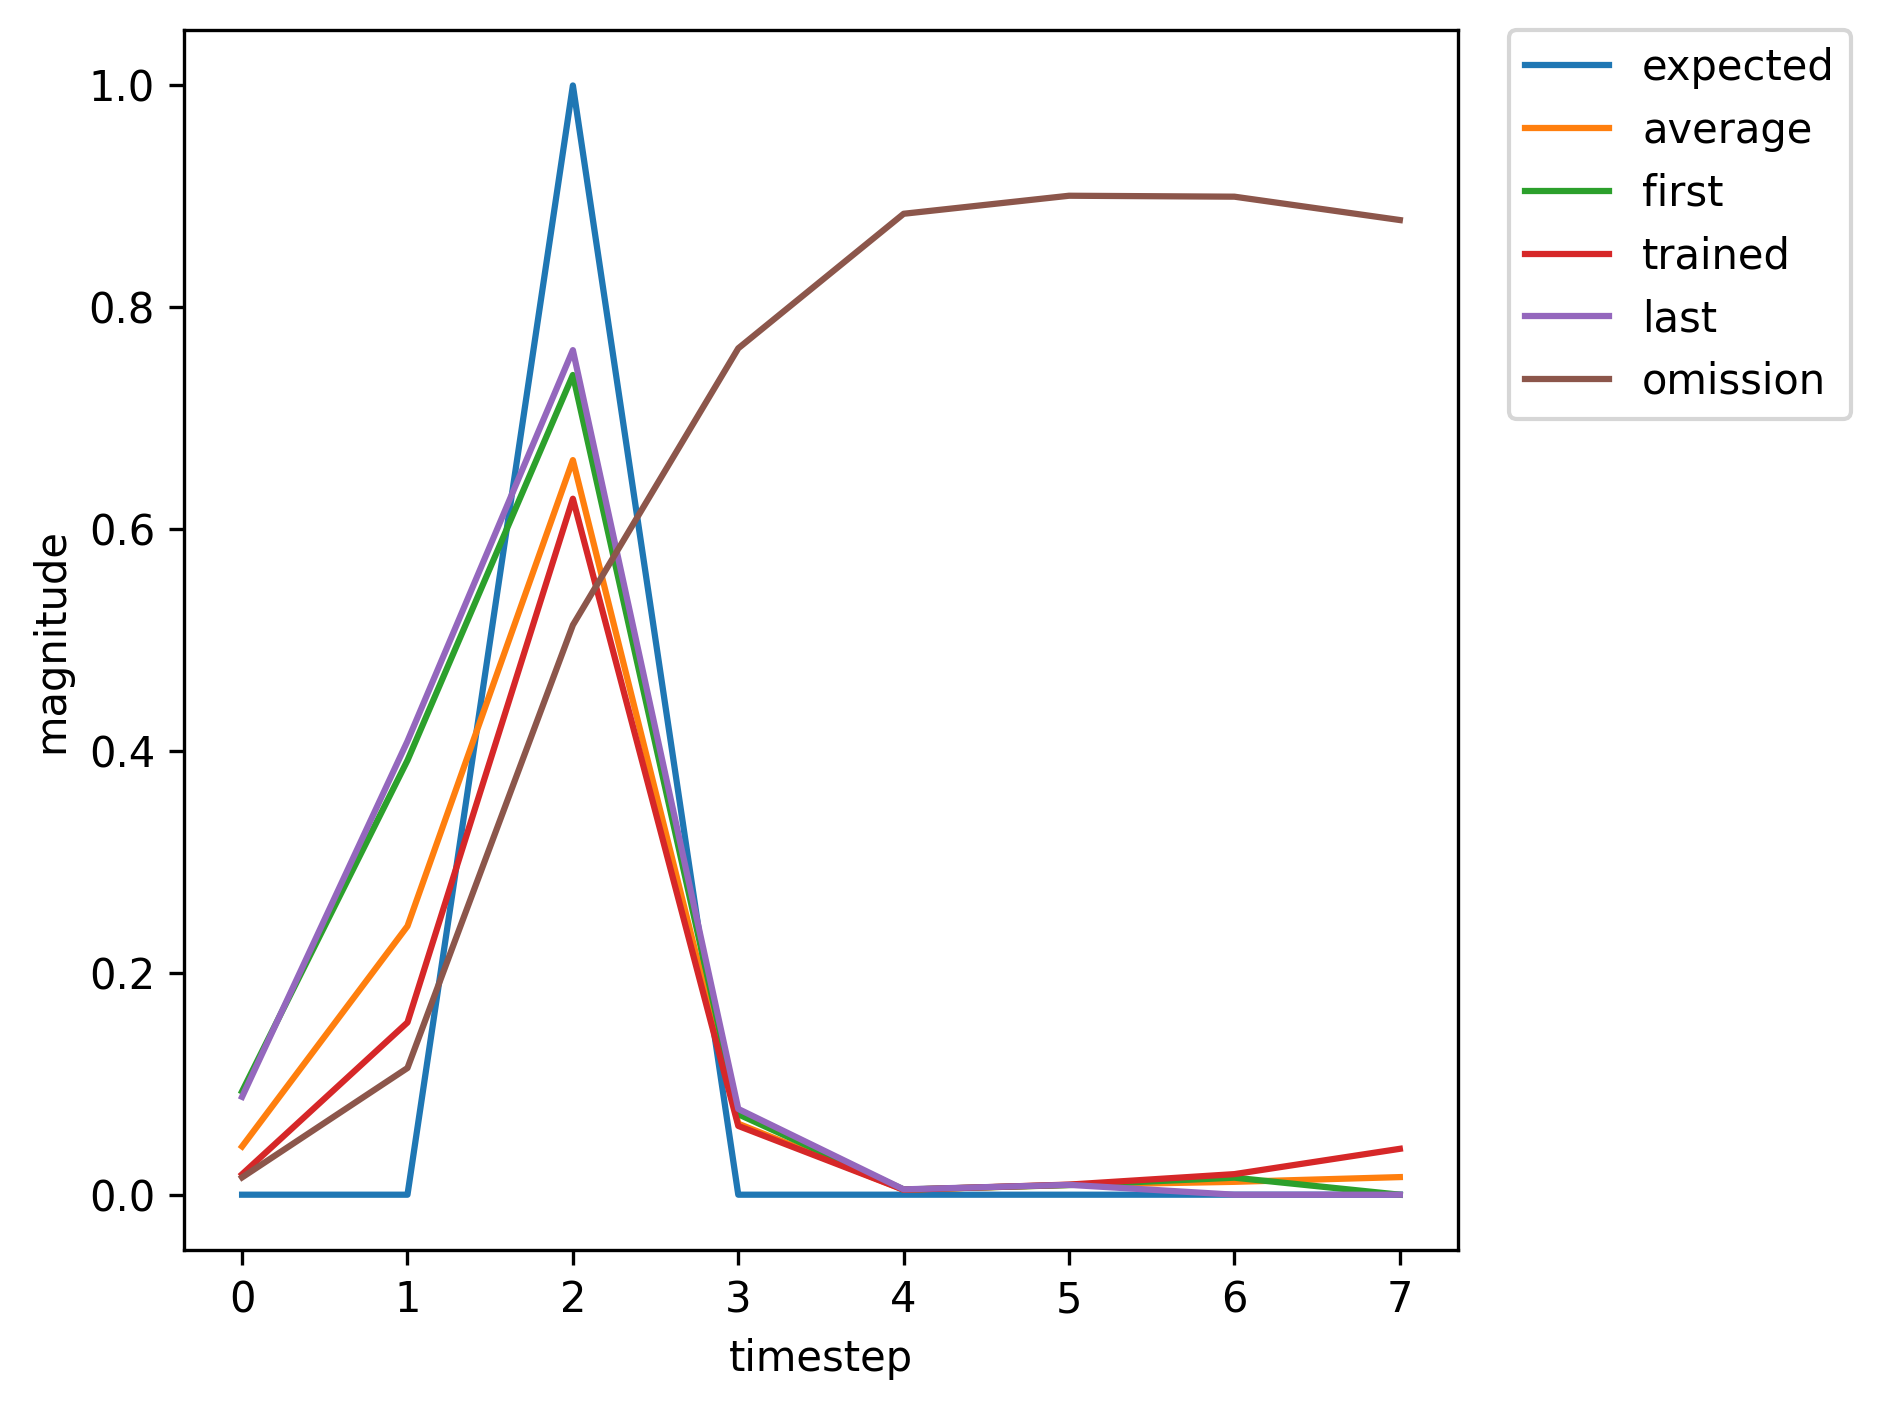 1.0
0.8
0.6
0.4
0.2
0.0
magnitude
0 1 2 3 4 5 6 7
timestep
expected
average
first
trained
last
omission